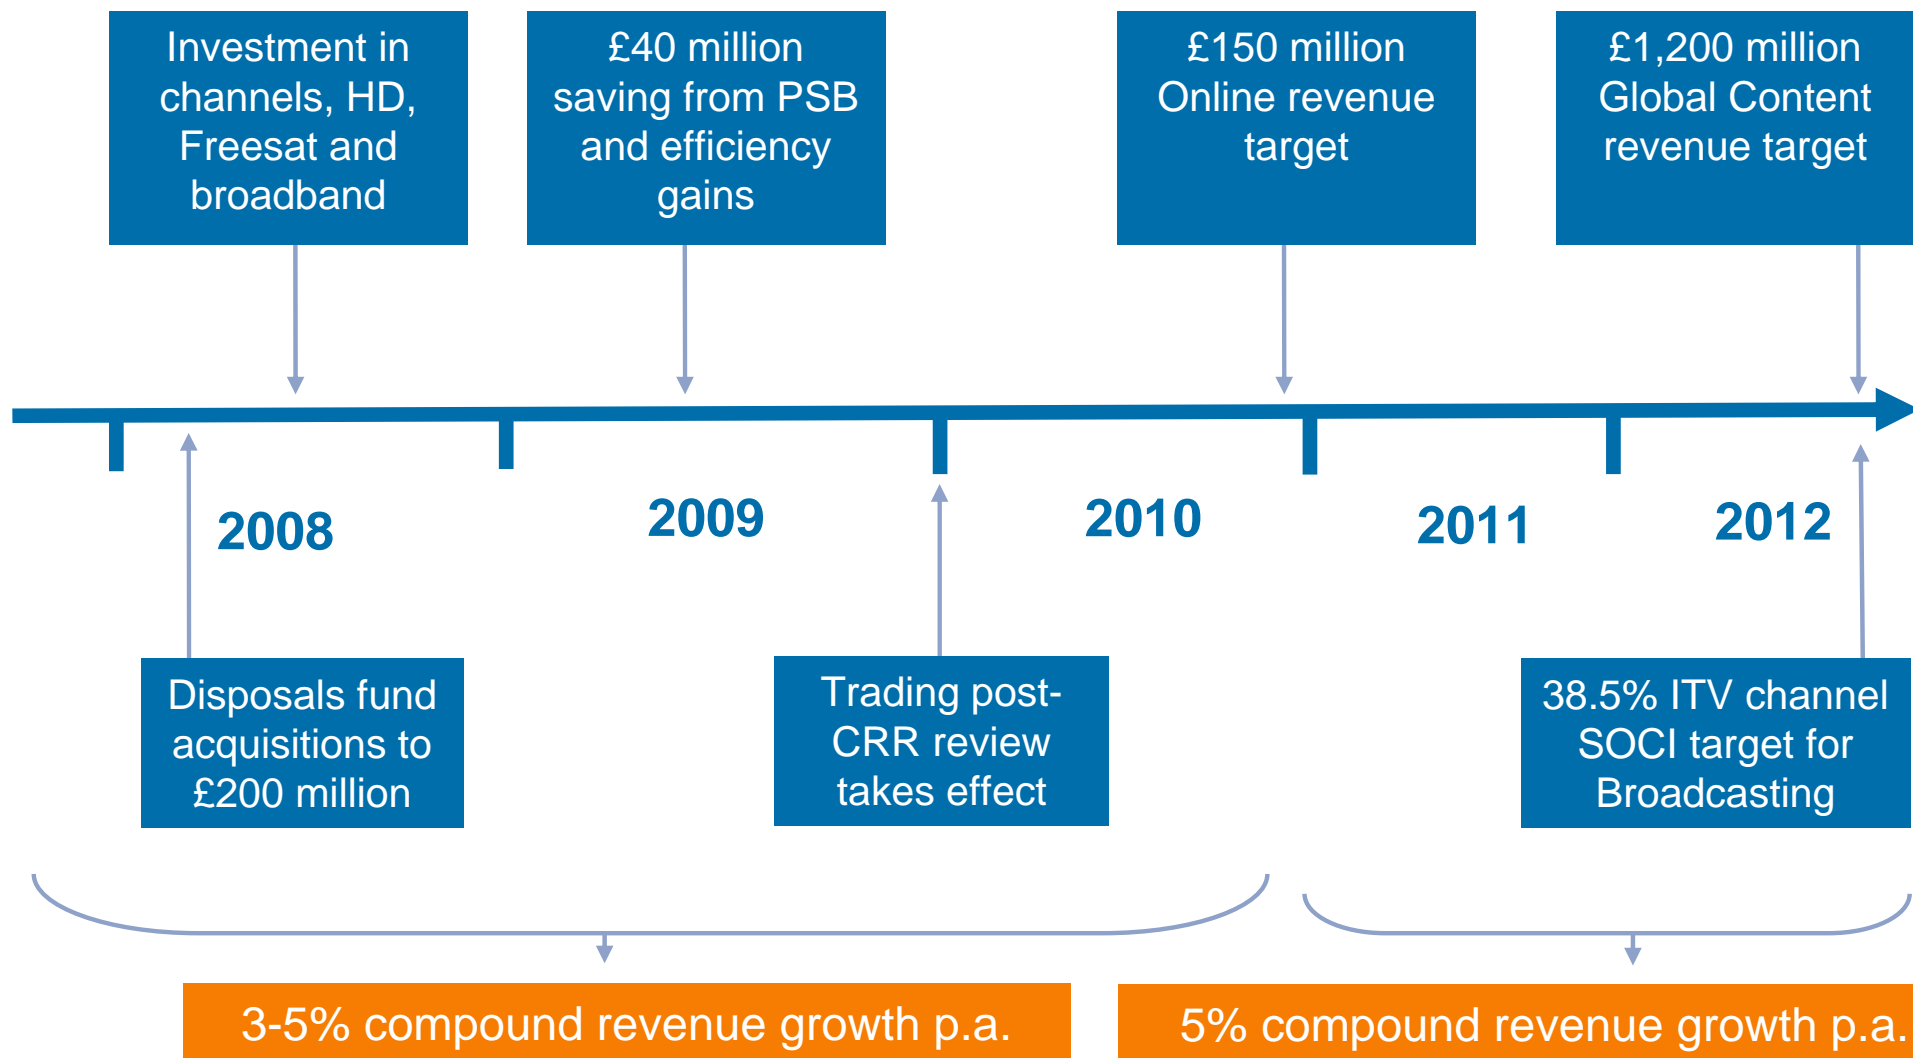 Investment in
channels, HD,
Freesat and
broadband
£40 million
saving from PSB
and efficiency
gains
£150 million
Online revenue
target
£1,200 million
Global Content
revenue target
2008
2009
2010
2011
2012
Disposals fund
acquisitions to
£200 million
Trading post-
CRR review
takes effect
38.5% ITV channel
SOCI target for
Broadcasting
3-5% compound revenue growth p.a.
5% compound revenue growth p.a.